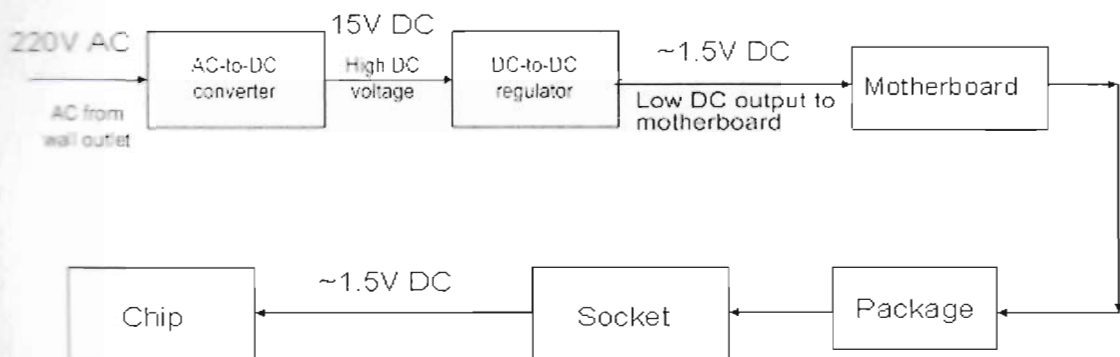 220V AC
AC from
wall outlet
AC-to-DC
converter
15V DC
High DC
voltage
DC-to-DC
regulator
~1.5V DC
Low DC output to
motherboard
Motherboard
Package
Socket
~1.5V DC
Chip